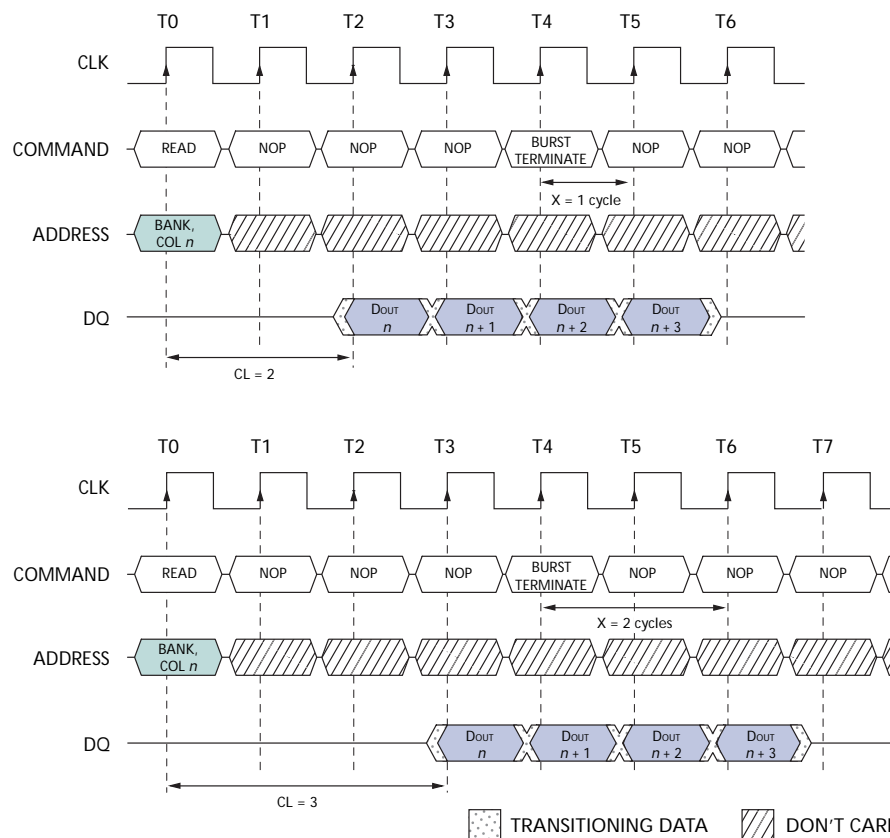 T0 T1 T2 T3 T4 T5 T6
CLK
COMMAND READ NOP NOP NOP BURST TERMINATE NOP NOP
X = 1 cycle
ADDRESS BANK, COL n
DQ DOUT n DOUT n + 1 DOUT n + 2 DOUT n + 3
CL = 2
T0 T1 T2 T3 T4 T5 T6 T7
CLK
COMMAND READ NOP NOP NOP BURST TERMINATE NOP NOP NOP
X = 2 cycles
ADDRESS BANK, COL n
DQ DOUT n DOUT n + 1 DOUT n + 2 DOUT n + 3
CL = 3
TRANSITIONING DATA DON'T CARE